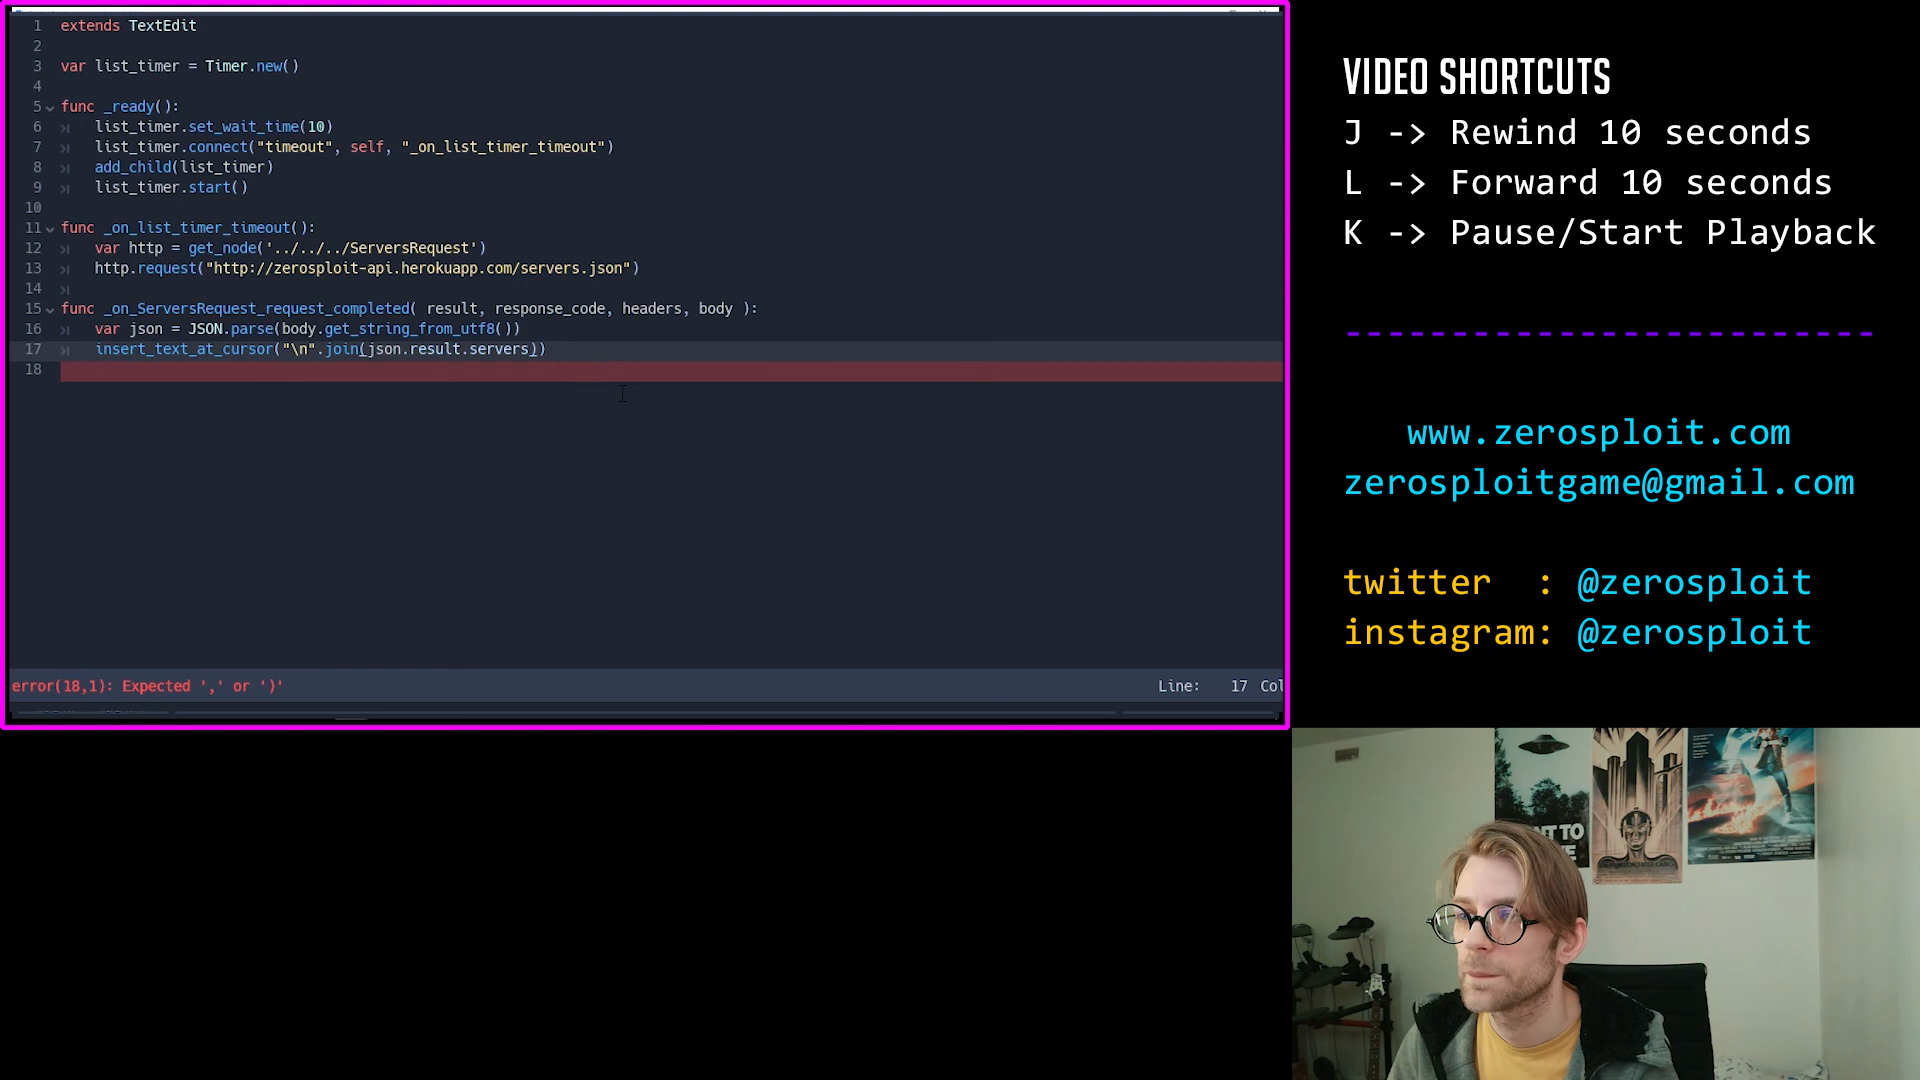 1 extends TextEdit
2
3 var list_timer = Timer.new()
4
5 func _ready():
6 list_timer.set_wait_time(10)
7 list_timer.connect("timeout", self, "_on_list_timer_timeout")
8 add_child(list_timer)
9 list_timer.start()
10
11 func _on_list_timer_timeout():
12 var http = get_node('../../../ServersRequest')
13 http.request("http://zerosploit-api.herokuapp.com/servers.json")
14
15 func _on_ServersRequest_request_completed( result, response_code, headers, body ):
16 var json = JSON.parse(body.get_string_from_utf8())
17 insert_text_at_cursor("\n".join(json.result.servers))
18
error(18,1): Expected ',' or ')'
Line: 17 Col
VIDEO SHORTCUTS
J -> Rewind 10 seconds
L -> Forward 10 seconds
K -> Pause/Start Playback
---------------------------
www.zerosploit.com
zerosploitgame@gmail.com
twitter : @zerosploit
instagram: @zerosploit